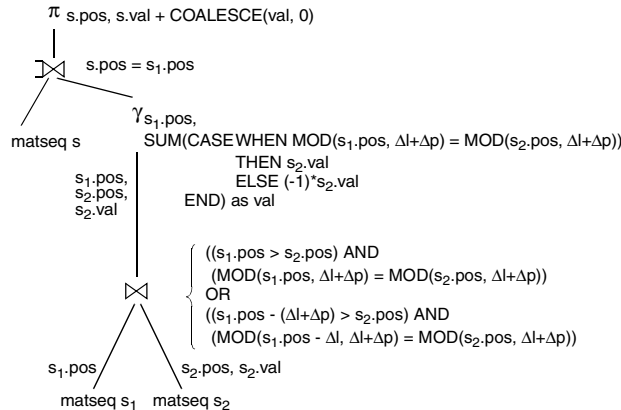 π s.pos, s.val + COALESCE(val, 0)
s.pos = s1.pos
matseq s
γ s1.pos,
SUM(CASE WHEN MOD(s1.pos, Δl+Δp) = MOD(s2.pos, Δl+Δp))
THEN s2.val
ELSE (-1)*s2.val
END) as val
s1.pos,
s2.pos,
s2.val
((s1.pos > s2.pos) AND
(MOD(s1.pos, Δl+Δp) = MOD(s2.pos, Δl+Δp))
OR
((s1.pos - (Δl+Δp) > s2.pos) AND
(MOD(s1.pos - Δl, Δl+Δp) = MOD(s2.pos, Δl+Δp))
s1.pos
s2.pos, s2.val
matseq s1
matseq s2